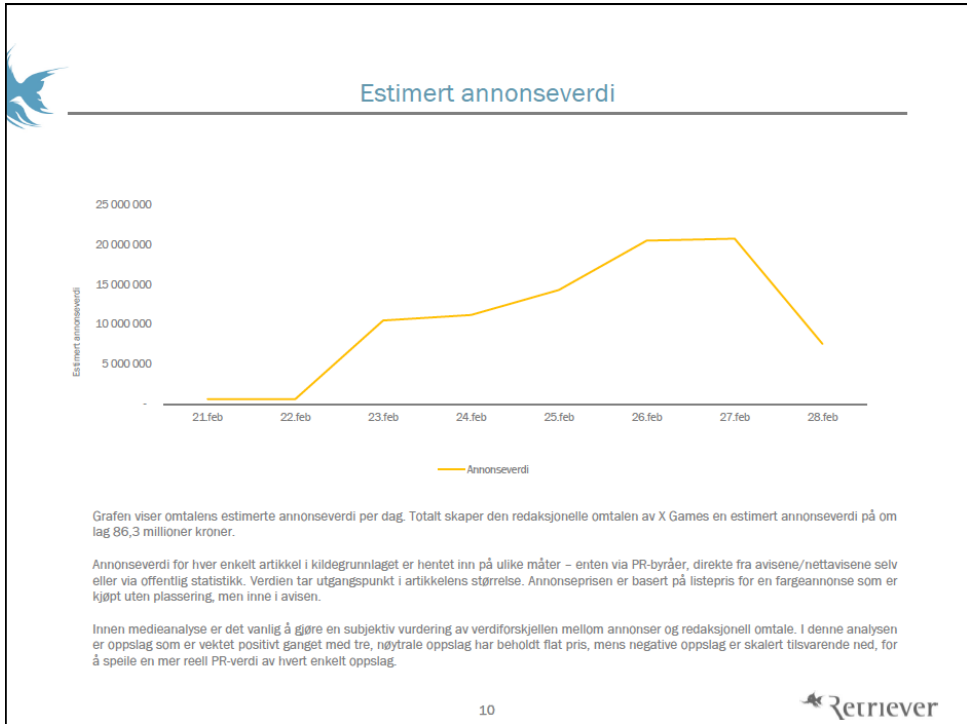 Estimert annonseverdi
25 000 000
20 000 000
15 000 000
10 000 000
5 000 000
-
Estimert annonseverdi
21.feb 22.feb 23.feb 24.feb 25.feb 26.feb 27.feb 28.feb
Annonseverdi
Grafen viser omtalens estimerte annonseverdi per dag. Totalt skaper den redaksjonelle omtalen av X Games en estimert annonseverdi på om
lag 86,3 millioner kroner.
Annonseverdi for hver enkelt artikkel i kildegrunnlaget er hentet inn på ulike måter – enten via PR-byråer, direkte fra avisene/nettavisene selv
eller via offentlig statistikk. Verdien tar utgangspunkt i artikkelens størrelse. Annonseprisen er basert på listepris for en fargeannonse som er
kjøpt uten plassering, men inne i avisen.
Innen medieanalyse er det vanlig å gjøre en subjektiv vurdering av verdiforskjellen mellom annonser og redaksjonell omtale. I denne analysen
er oppslag som er vektet positivt ganget med tre, nøytrale oppslag har beholdt flat pris, mens negative oppslag er skalert tilsvarende ned, for
å speile en mer reell PR-verdi av hvert enkelt oppslag.
10
Retriever